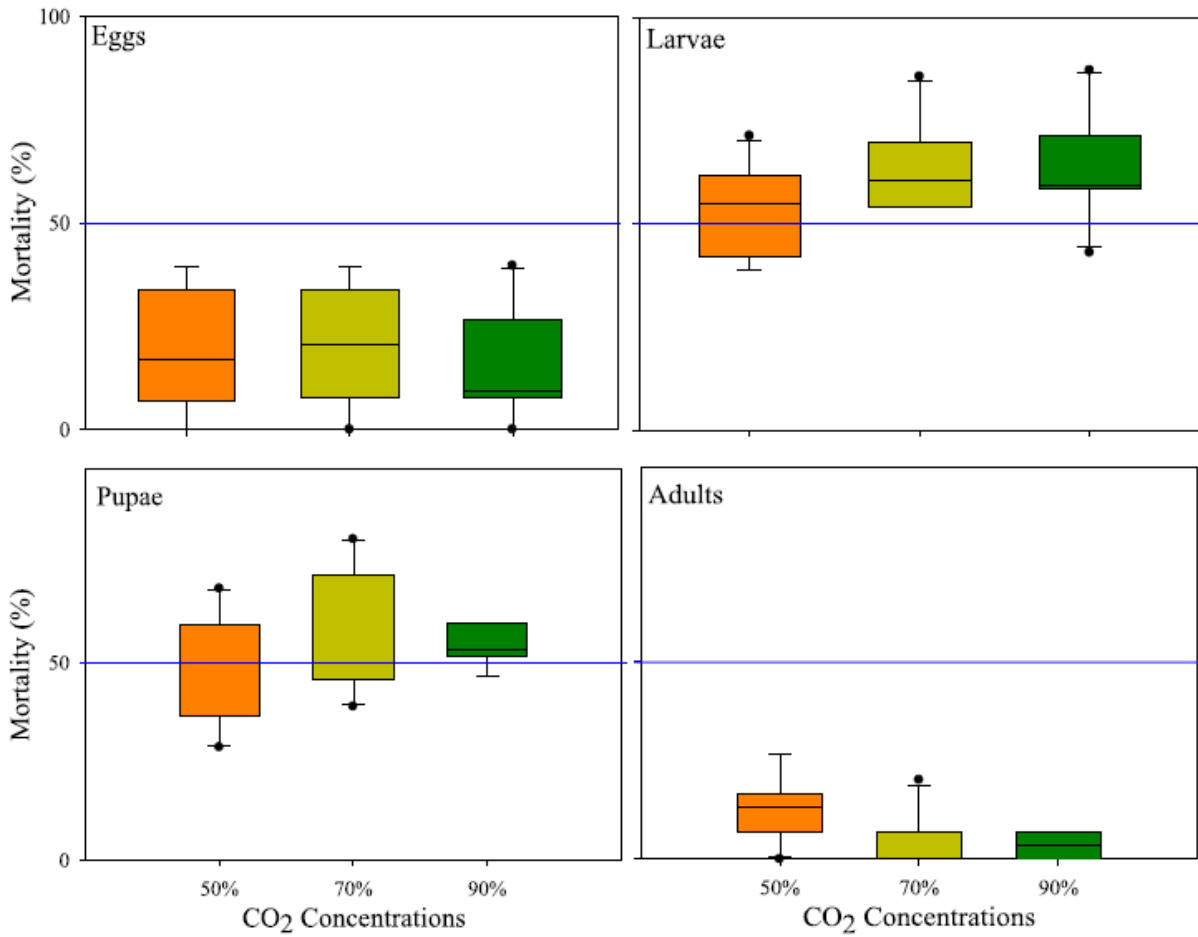 100
Eggs
Larvae
Mortality (%)
50
0
Pupae
Adults
Mortality (%)
50
0
50%
70%
90%
50%
70%
90%
CO2 Concentrations
CO2 Concentrations